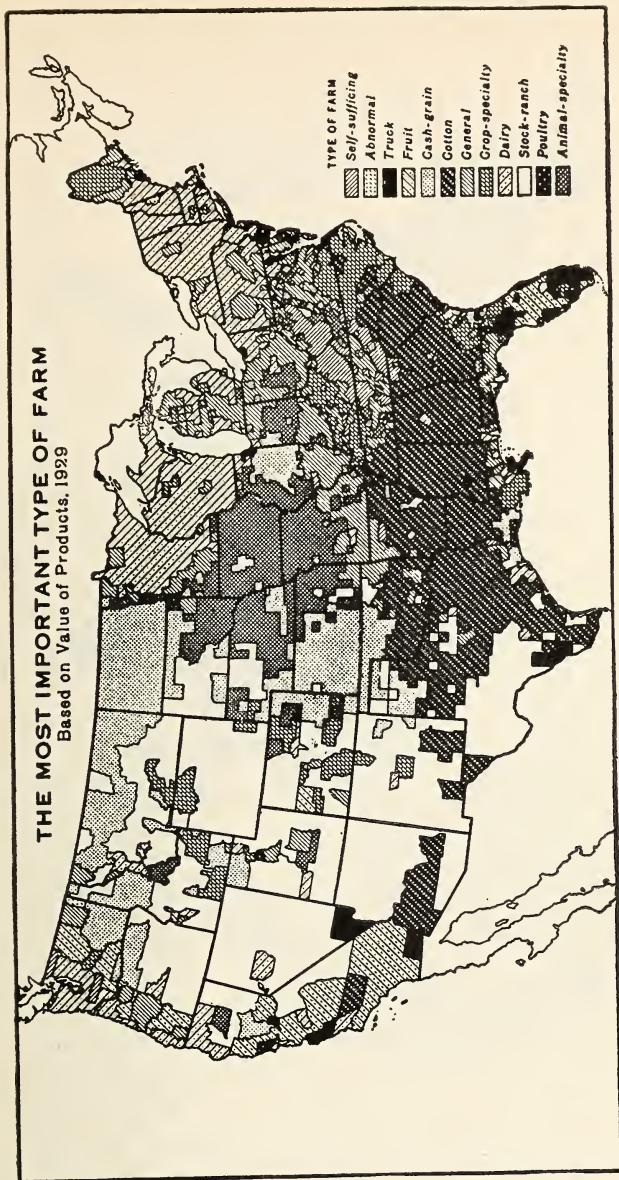 THE MOST IMPORTANT TYPE OF FARM
Based on Value of Products, 1929
TYPE OF FARM
Self-sufficing
Abnormal
Truck
Fruit
Cash-grain
Cotton
General
Crop-specialty
Dairy
Stock-ranch
Poultry
Animal-specialty